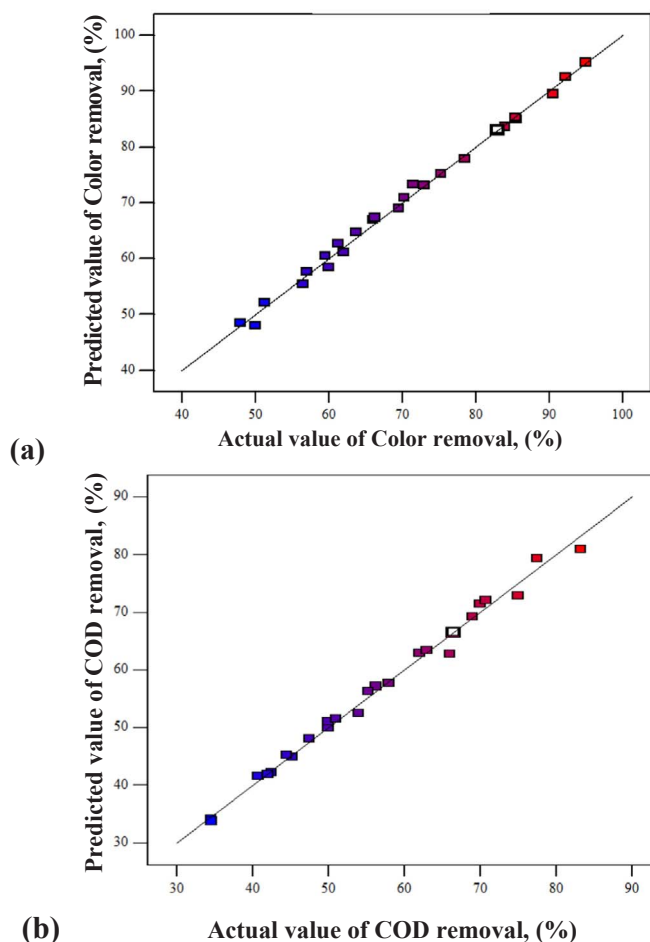 Predicted value of Color removal, (%)
100
90
80
70
60
50
40
40 50 60 70 80 90 100
(a)
Actual value of Color removal, (%)
Predicted value of COD removal, (%)
90
80
70
60
50
40
30
30 40 50 60 70 80 90
(b)
Actual value of COD removal, (%)